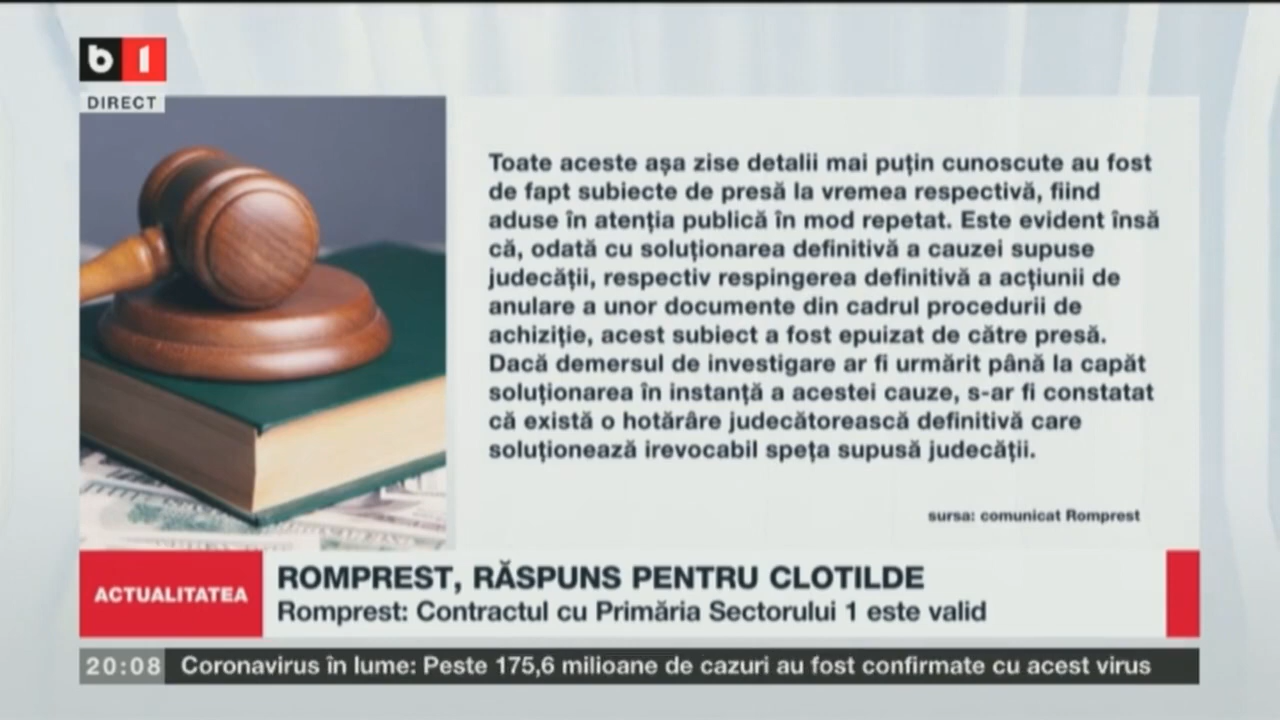 b1
DIRECT
Toate aceste așa zise detalii mai puțin cunoscute au fost
de fapt subiecte de presă la vremea respectivă, fiind
aduse în atenția publică în mod repetat. Este evident însă
că, odată cu soluționarea definitivă a cauzei supuse
judecății, respectiv respingerea definitivă a acțiunii de
anulare a unor documente din cadrul procedurii de
achiziție, acest subiect a fost epuizat de către presă.
Dacă demersul de investigare ar fi urmărit până la capăt
soluționarea în instanță a acestei cauze, s-ar fi constatat
că există o hotărâre judecătorească definitivă care
soluționează irevocabil speța supusă judecății.
sursa: comunicat Romprest
ACTUALITATEA
ROMPREST, RĂSPUNS PENTRU CLOTILDE
Romprest: Contractul cu Primăria Sectorului 1 este valid
20:08 Coronavirus în lume: Peste 175,6 milioane de cazuri au fost confirmate cu acest virus